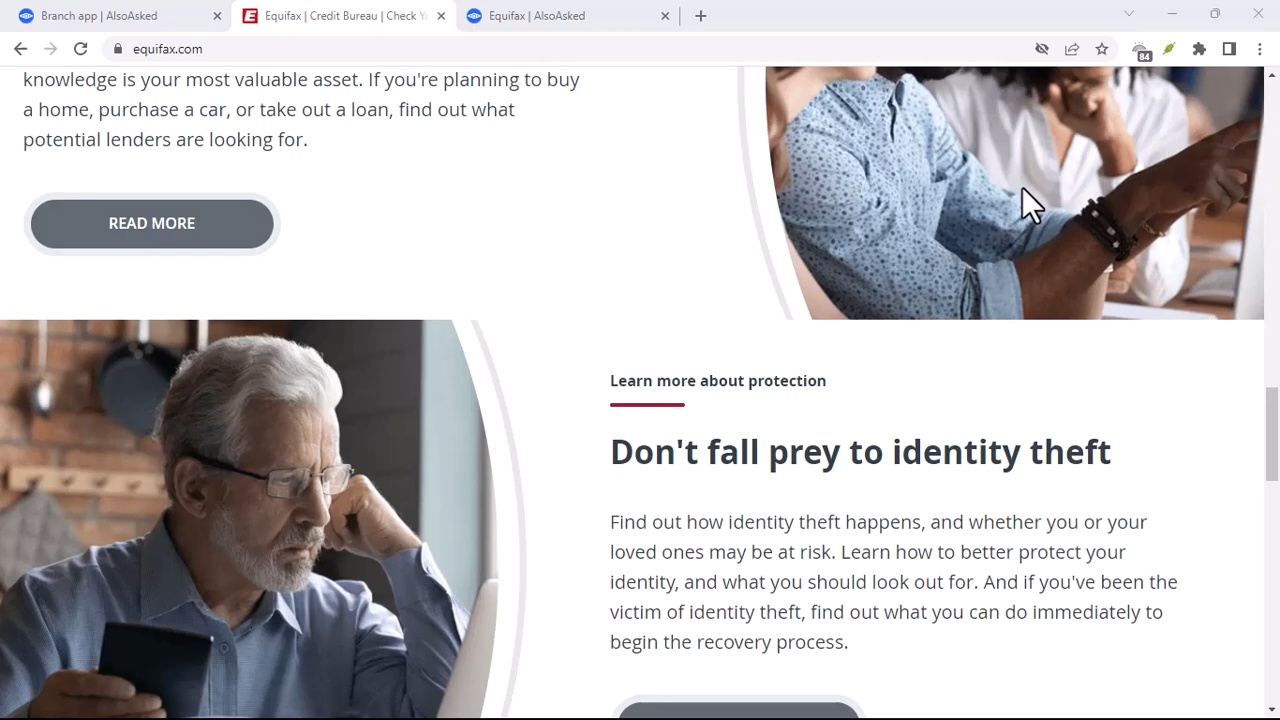 Branch app | AlsoAsked
Equifax | Credit Bureau | Check Y
Equifax | AlsoAsked
equifax.com
84
knowledge is your most valuable asset. If you're planning to buy
a home, purchase a car, or take out a loan, find out what
potential lenders are looking for.
READ MORE
Learn more about protection
Don't fall prey to identity theft
Find out how identity theft happens, and whether you or your
loved ones may be at risk. Learn how to better protect your
identity, and what you should look out for. And if you've been the
victim of identity theft, find out what you can do immediately to
begin the recovery process.